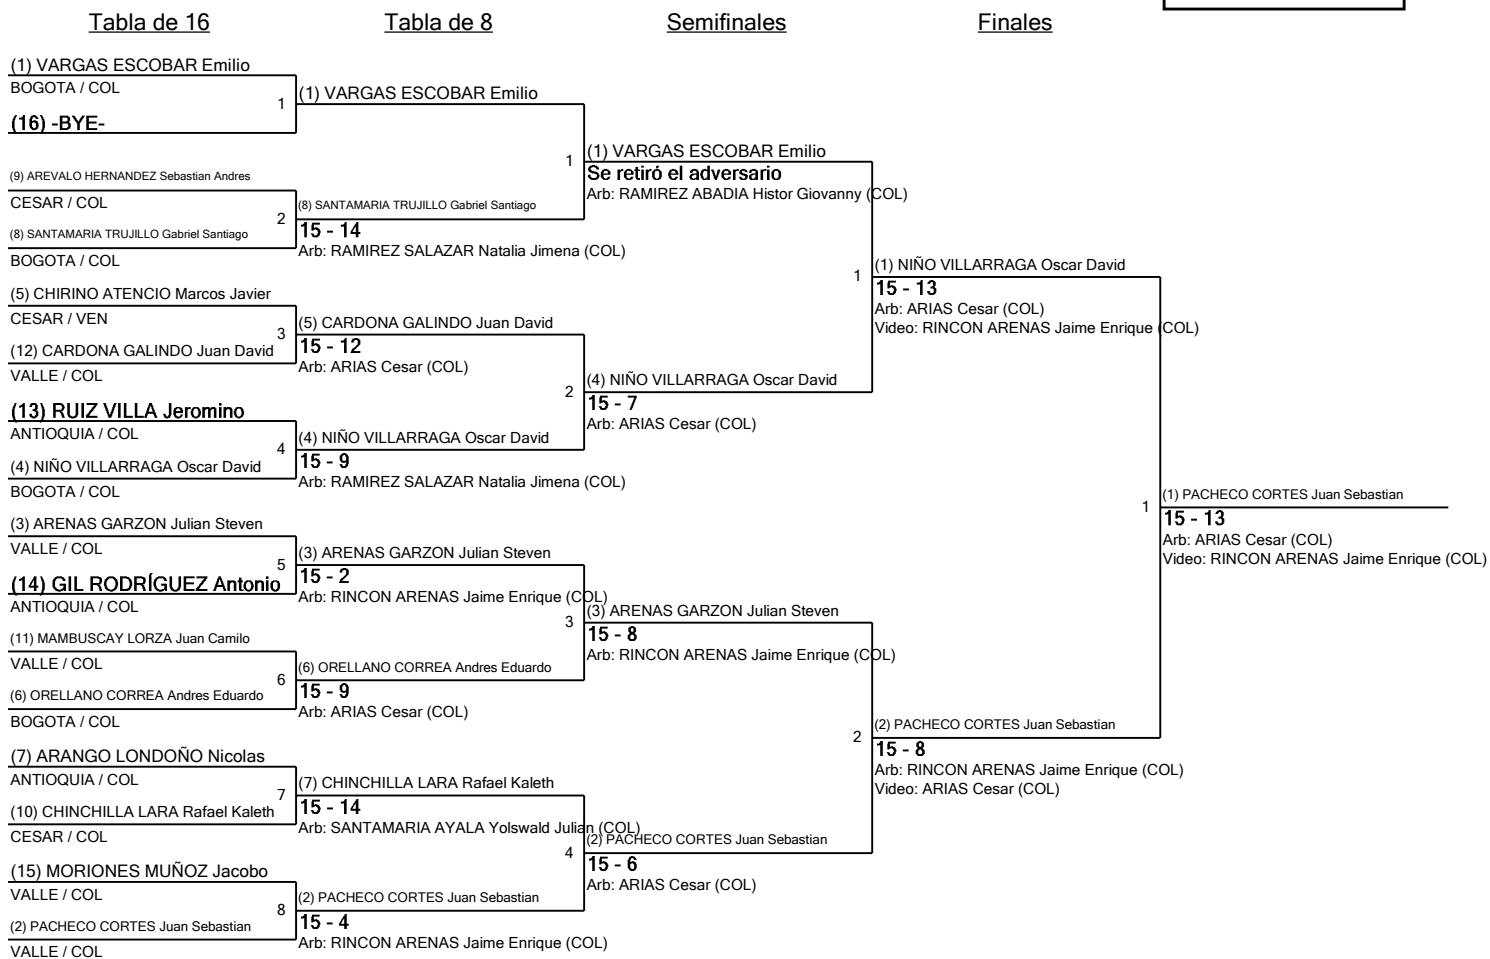 Tabla de 16
Tabla de 8
Semifinales
Finales
(1) VARGAS ESCOBAR Emilio
BOGOTA / COL
1
(16) -BYE-
(9) AREVALO HERNANDEZ Sebastian Andres
CESAR / COL
2
(8) SANTAMARIA TRUJILLO Gabriel Santiago
BOGOTA / COL
(5) CHIRINO ATENCIO Marcos Javier
CESAR / VEN
3
(12) CARDONA GALINDO Juan David
VALLE / COL
(13) RUIZ VILLA Jeromino
ANTIOQUIA / COL
4
(4) NIÑO VILLARRAGA Oscar David
BOGOTA / COL
(3) ARENAS GARZON Julian Steven
VALLE / COL
5
(14) GIL RODRÍGUEZ Antonio
ANTIOQUIA / COL
(11) MAMBUSCAY LORZA Juan Camilo
VALLE / COL
6
(6) ORELLANO CORREA Andres Eduardo
BOGOTA / COL
(7) ARANGO LONDOÑO Nicolas
ANTIOQUIA / COL
7
(10) CHINCHILLA LARA Rafael Kaleth
CESAR / COL
(15) MORIONES MUÑOZ Jacobo
VALLE / COL
8
(2) PACHECO CORTES Juan Sebastian
VALLE / COL
(1) VARGAS ESCOBAR Emilio
1
(8) SANTAMARIA TRUJILLO Gabriel Santiago
15 - 14
Arb: RAMIREZ SALAZAR Natalia Jimena (COL)
(5) CARDONA GALINDO Juan David
15 - 12
Arb: ARIAS Cesar (COL)
2
(4) NIÑO VILLARRAGA Oscar David
15 - 9
Arb: RAMIREZ SALAZAR Natalia Jimena (COL)
(3) ARENAS GARZON Julian Steven
15 - 2
Arb: RINCON ARENAS Jaime Enrique (COL)
3
(6) ORELLANO CORREA Andres Eduardo
15 - 9
Arb: ARIAS Cesar (COL)
(7) CHINCHILLA LARA Rafael Kaleth
15 - 14
Arb: SANTAMARIA AYALA Yolswald Julian (COL)
4
(2) PACHECO CORTES Juan Sebastian
15 - 4
Arb: RINCON ARENAS Jaime Enrique (COL)
(1) VARGAS ESCOBAR Emilio
Se retiró el adversario
Arb: RAMIREZ ABADIA Histor Giovanny (COL)
1
(4) NIÑO VILLARRAGA Oscar David
15 - 7
Arb: ARIAS Cesar (COL)
(3) ARENAS GARZON Julian Steven
15 - 8
Arb: RINCON ARENAS Jaime Enrique (COL)
2
(2) PACHECO CORTES Juan Sebastian
15 - 6
Arb: ARIAS Cesar (COL)
(1) NIÑO VILLARRAGA Oscar David
15 - 13
Arb: ARIAS Cesar (COL)
Video: RINCON ARENAS Jaime Enrique (COL)
1
(2) PACHECO CORTES Juan Sebastian
15 - 8
Arb: RINCON ARENAS Jaime Enrique (COL)
Video: ARIAS Cesar (COL)
(1) PACHECO CORTES Juan Sebastian
15 - 13
Arb: ARIAS Cesar (COL)
Video: RINCON ARENAS Jaime Enrique (COL)